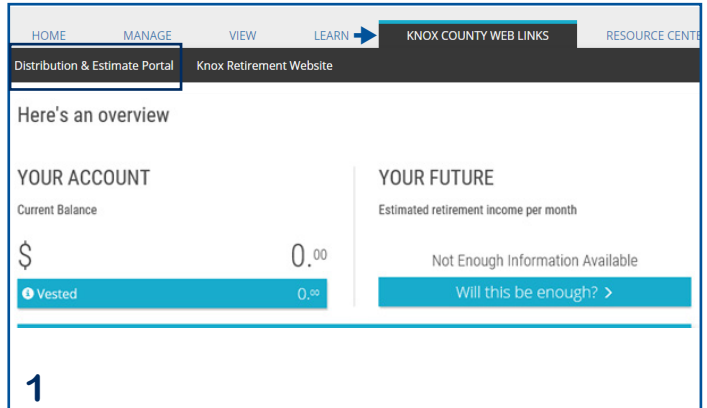 HOME MANAGE VIEW LEARN KNOX COUNTY WEB LINKS RESOURCE CENTE
Distribution & Estimate Portal Knox Retirement Website
Here's an overview
YOUR ACCOUNT
Current Balance
$ 0.00
Vested 0.00
YOUR FUTURE
Estimated retirement income per month
Not Enough Information Available
Will this be enough? >
1